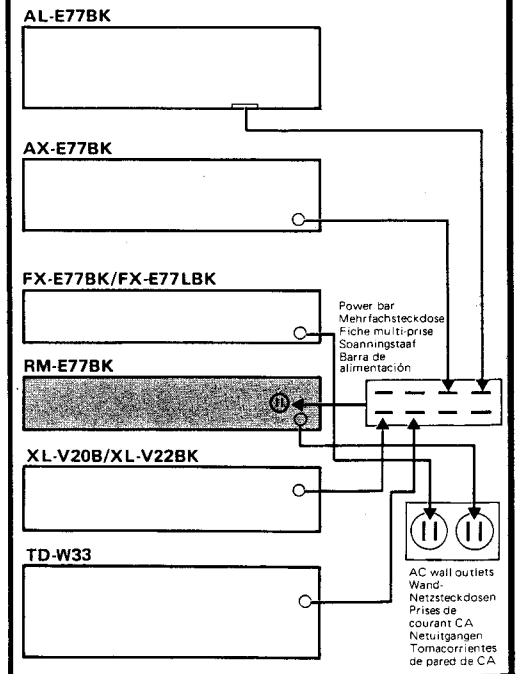 AL-E77BK
AX-E77BK
FX-E77BK/FX-E77LBK
Power bar
Mehrfachsteckdose
Fiche multi-prise
Spanningstaaf
Barra de
alimentación
RM-E77BK
XL-V20B/XL-V22BK
TD-W33
AC wall outlets
Wand-
Netzsteckdosen
Prises de
courant CA
Netuitgangen
Tomacorrientes
de pared de CA